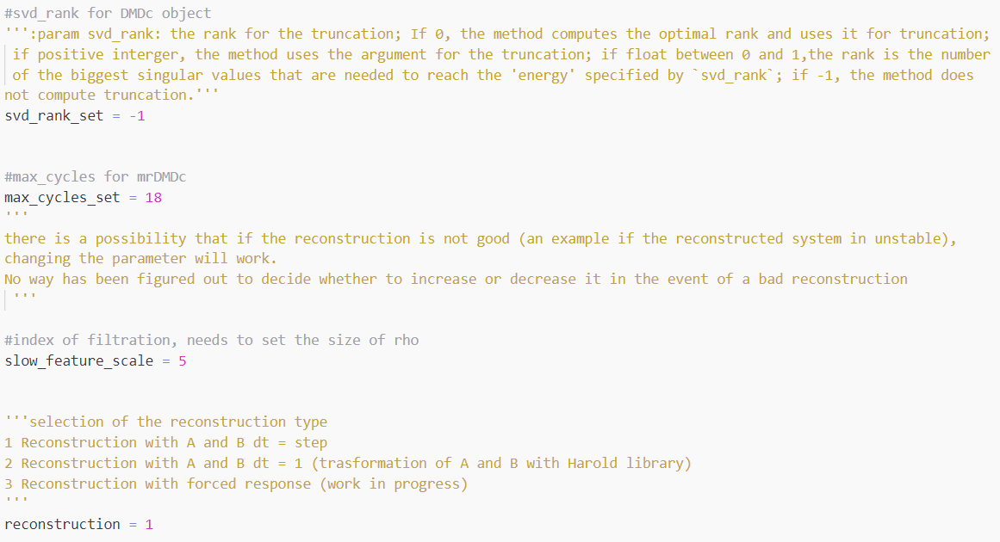 #svd_rank for DMDc object
''':param svd_rank: the rank for the truncation; If 0, the method computes the optimal rank and uses it for truncation;
if positive interger, the method uses the argument for the truncation; if float between 0 and 1,the rank is the number
of the biggest singular values that are needed to reach the 'energy' specified by `svd_rank`; if -1, the method does
not compute truncation.'''
svd_rank_set = -1
#max_cycles for mrDMDc
max_cycles_set = 18
'''
there is a possibility that if the reconstruction is not good (an example if the reconstructed system in unstable),
changing the parameter will work.
No way has been figured out to decide whether to increase or decrease it in the event of a bad reconstruction
'''
#index of filtration, needs to set the size of rho
slow_feature_scale = 5
'''selection of the reconstruction type
1 Reconstruction with A and B dt = step
2 Reconstruction with A and B dt = 1 (trasformation of A and B with Harold library)
3 Reconstruction with forced response (work in progress)
'''
reconstruction = 1